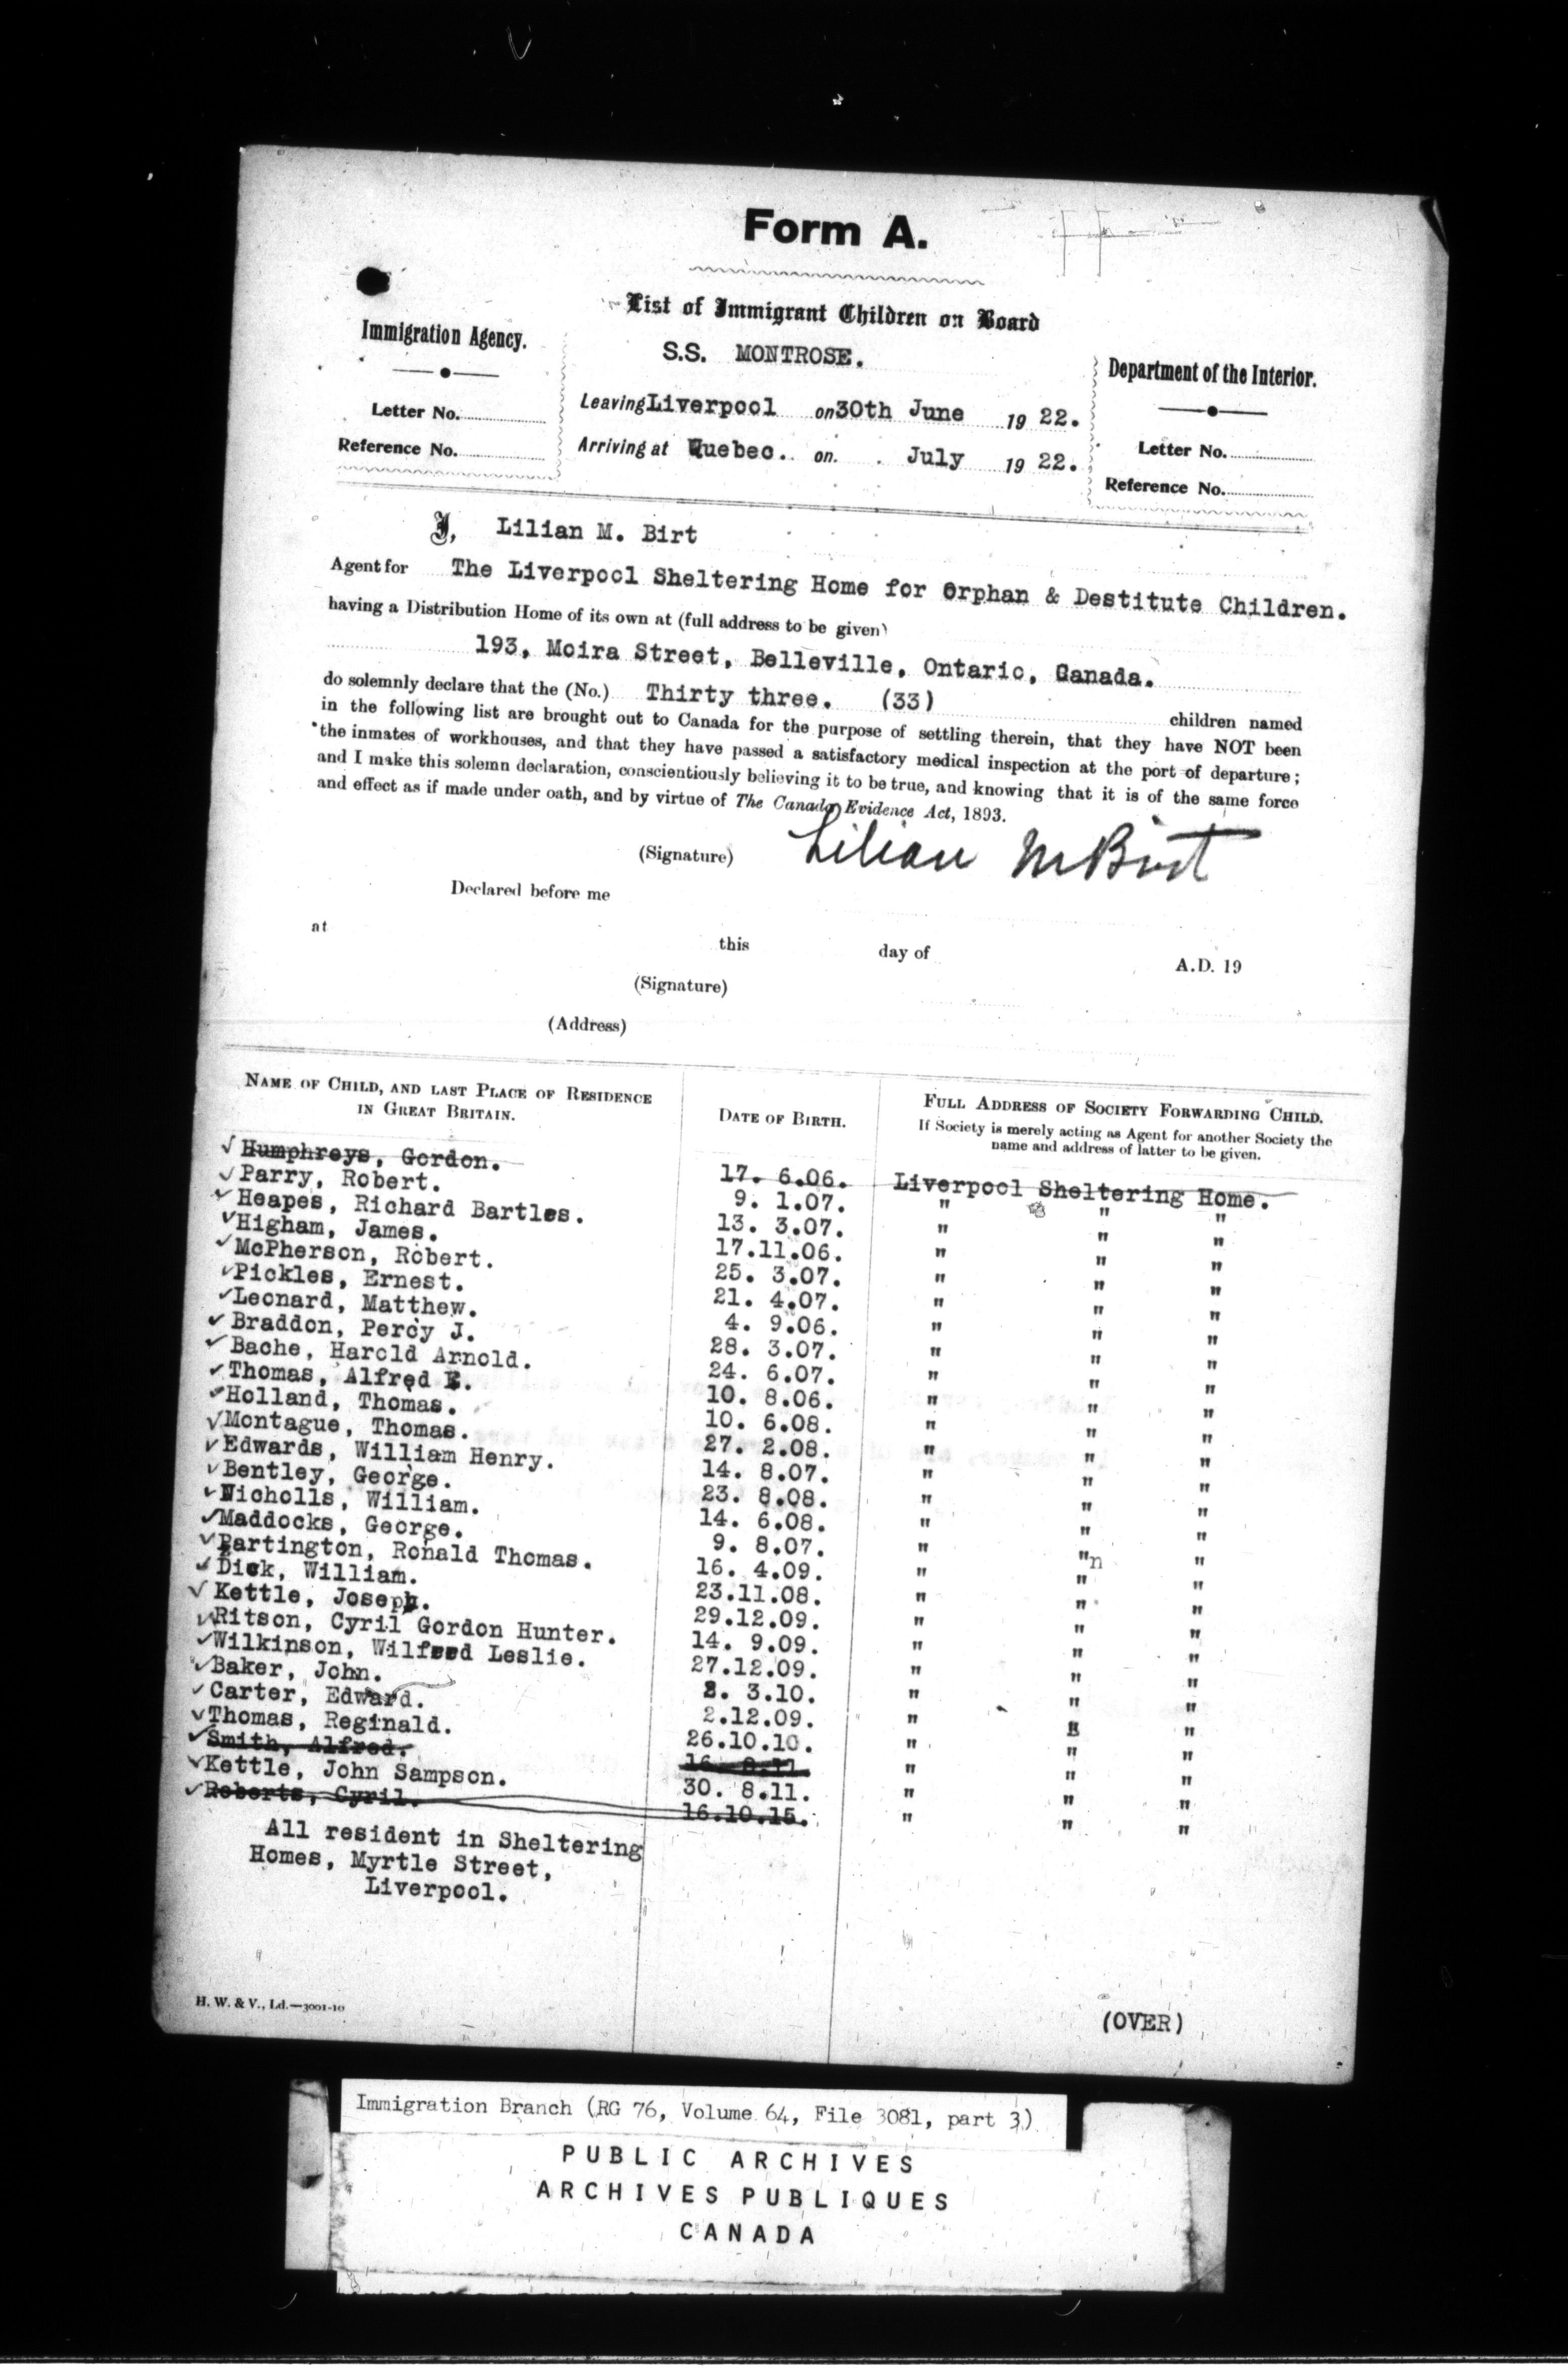 Form A.
List of Immigrant Children on Board
Immigration Agency.
Letter No.
Reference No.
S.S. MONTROSE.
Leaving Liverpool on 30th June 19 22.
Arriving at Quebec. on. July 19 22.
Department of the Interior.
Letter No.
Reference No.
I, Lilian M. Birt
Agent for The Liverpool Sheltering Home for Orphan & Destitute Children.
having a Distribution Home of its own at (full address to be given)
193, Moira Street, Belleville, Ontario, Canada.
do solemnly declare that the (No.) Thirty three. (33) children named
in the following list are brought out to Canada for the purpose of settling therein, that they have NOT been
the inmates of workhouses, and that they have passed a satisfactory medical inspection at the port of departure;
and I make this solemn declaration, conscientiously believing it to be true, and knowing that it is of the same force
and effect as if made under oath, and by virtue of The Canada Evidence Act, 1893.
(Signature) Lilian M Birt
Declared before me
at this day of A.D. 19
(Signature)
(Address)
NAME OF CHILD, AND LAST PLACE OF RESIDENCE
IN GREAT BRITAIN.
DATE OF BIRTH.
FULL ADDRESS OF SOCIETY FORWARDING CHILD.
If Society is merely acting as Agent for another Society the
name and address of latter to be given.
✓ Humphreys, Gordon. 17. 6.06. Liverpool Sheltering Home.
✓ Parry, Robert. 9. 1.07. " " "
✓ Heapes, Richard Bartles. 13. 3.07. " " "
✓ Higham, James. 17.11.06. " " "
✓ McPherson, Robert. 25. 3.07. " " "
✓ Pickles, Ernest. 21. 4.07. " " "
✓ Leonard, Matthew. 4. 9.06. " " "
✓ Braddon, Percy J. 28. 3.07. " " "
✓ Bache, Harold Arnold. 24. 6.07. " " "
✓ Thomas, Alfred E. 10. 8.06. " " "
✓ Holland, Thomas. 10. 6.08. " " "
✓ Montague, Thomas. 27. 2.08. " " "
✓ Edwards, William Henry. 14. 8.07. " " "
✓ Bentley, George. 23. 8.08. " " "
✓ Nicholls, William. 14. 6.08. " " "
✓ Maddocks, George. 9. 8.07. " "n "
✓ Partington, Ronald Thomas. 16. 4.09. " " "
✓ Dick, William. 23.11.08. " " "
✓ Kettle, Joseph. 29.12.09. " " "
✓ Ritson, Cyril Gordon Hunter. 14. 9.09. " " "
✓ Wilkinson, Wilfred Leslie. 27.12.09. " " "
✓ Baker, John. 2. 3.10. " " "
✓ Carter, Edward. 2.12.09. " " "
✓ Thomas, Reginald. 26.10.10. " " "
✓ Smith, Alfred. 16. 8.11. " " "
✓ Kettle, John Sampson. 30. 8.11. " " "
✓ Roberts, Cyril. 16.10.15. " " "
All resident in Sheltering
Homes, Myrtle Street,
Liverpool.
H. W. & V., Ld.—3001-10
(OVER)
Immigration Branch (RG 76, Volume 64, File 3081, part 3)
PUBLIC ARCHIVES
ARCHIVES PUBLIQUES
CANADA